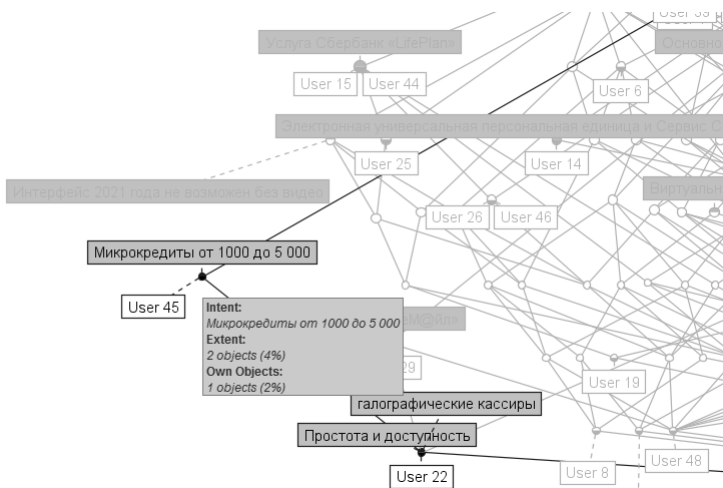 User 39
Услуга Сбербанк «LifePlan»
Основно
User 15
User 44
User 6
Электронная универсальная персональная единица и Сервис С
User 25
User 14
Интерфейс 2021 года не возможен без видео
Виртуальн
User 26
User 46
Микрокредиты от 1000 до 5 000
User 45
Intent:
Микрокредиты от 1000 до 5 000
Extent:
2 objects (4%)
Own Objects:
1 objects (2%)
еМ@йля
29
User 19
галографические кассиры
Простота и доступность
User 22
User 8
User 48